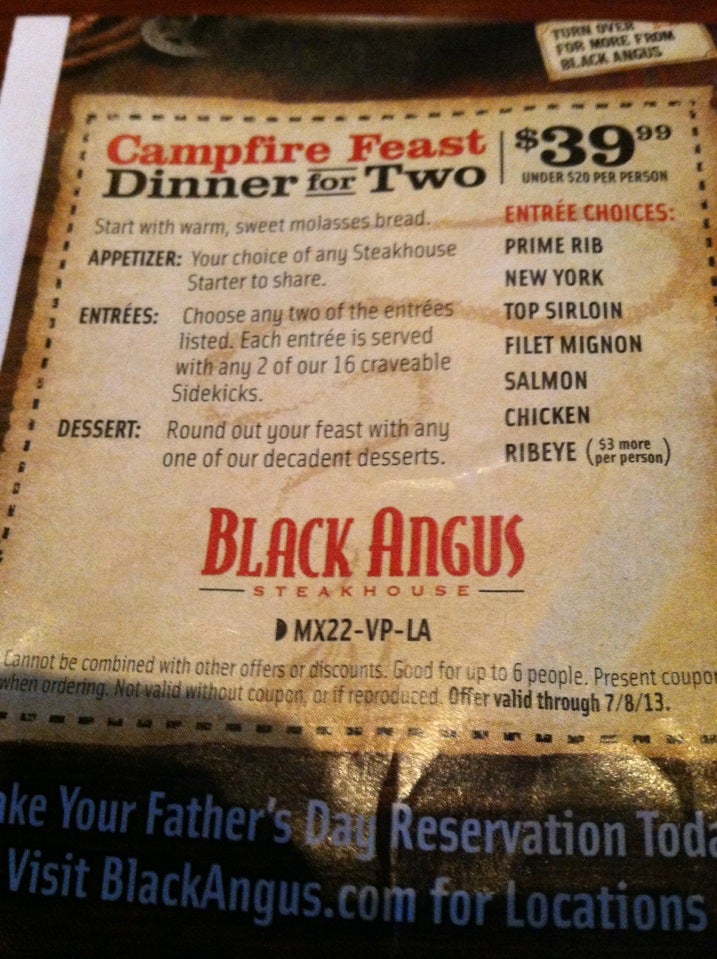 TURN OVER
FOR MORE FROM
BLACK ANGUS
Campfire Feast
Dinner for Two
$39.99
UNDER $20 PER PERSON
Start with warm, sweet molasses bread.
APPETIZER: Your choice of any Steakhouse
Starter to share.
ENTRÉES: Choose any two of the entrées
listed. Each entrée is served
with any 2 of our 16 craveable
Sidekicks.
DESSERT: Round out your feast with any
one of our decadent desserts.
ENTRÉE CHOICES:
PRIME RIB
NEW YORK
TOP SIRLOIN
FILET MIGNON
SALMON
CHICKEN
RIBEYE ($3 more
per person)
BLACK ANGUS
STEAKHOUSE
MX22-VP-LA
Cannot be combined with other offers or discounts. Good for up to 6 people. Present coupo
when ordering. Not valid without coupon, or if reproduced. Offer valid through 7/8/13.
ke Your Father's Day Reservation Toda
Visit BlackAngus.com for Locations